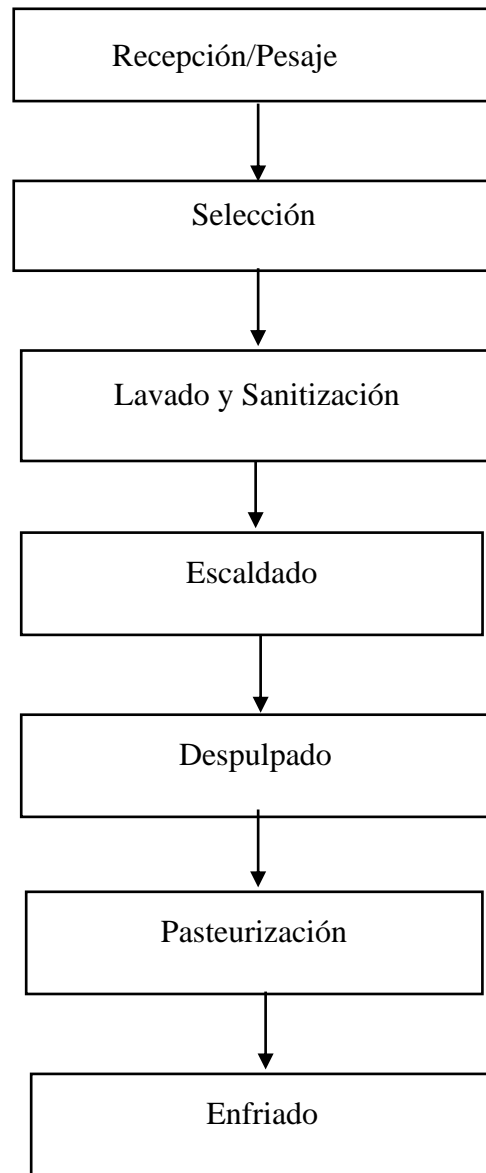 Recepción/Pesaje
Selección
Lavado y Sanitización
Escaldado
Despulpado
Pasteurización
Enfriado